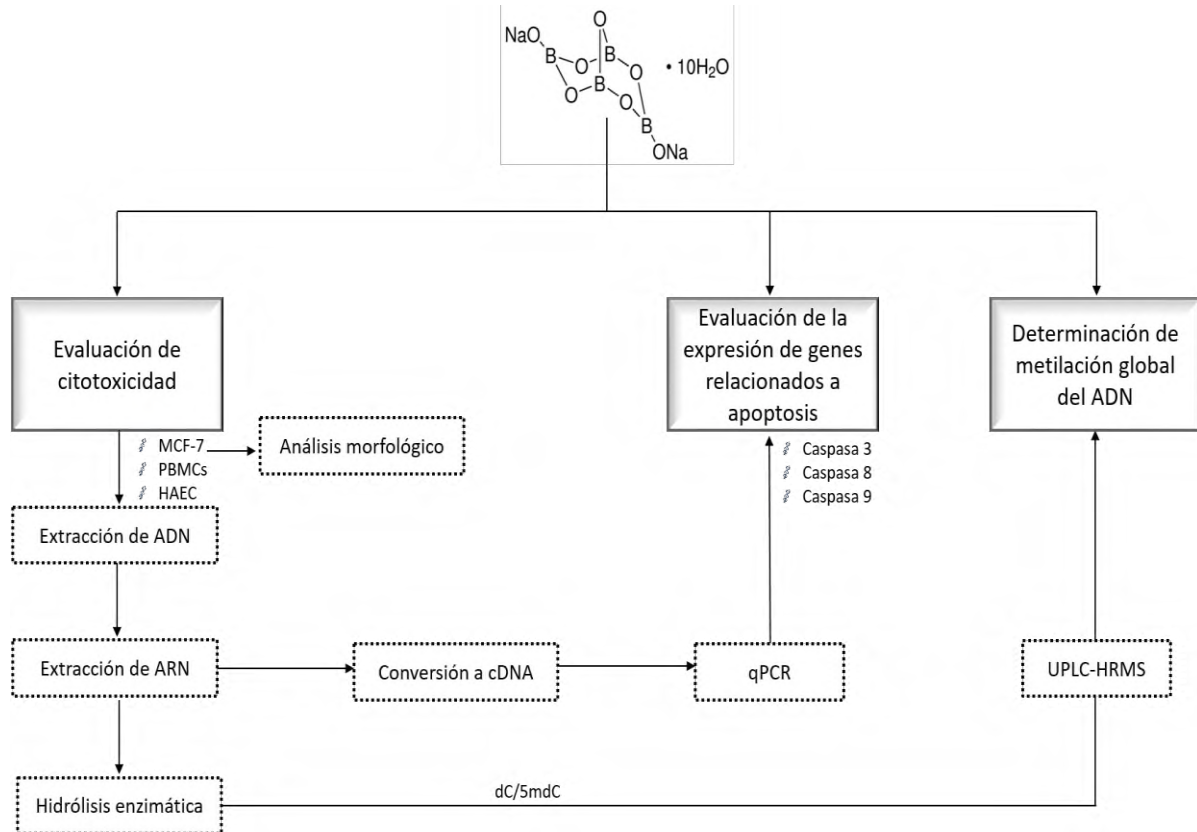 O
NaO
B
O
B
O
• 10H₂O
O
B
O
B
ONa
Evaluación de
citotoxicidad
MCF-7
PBMCs
HAEC
Análisis morfológico
Evaluación de la
expresión de genes
relacionados a
apoptosis
Caspasa 3
Caspasa 8
Caspasa 9
Determinación de
metilación global
del ADN
Extracción de ADN
Extracción de ARN
Conversión a cDNA
qPCR
UPLC-HRMS
Hidrólisis enzimática
dC/5mdC